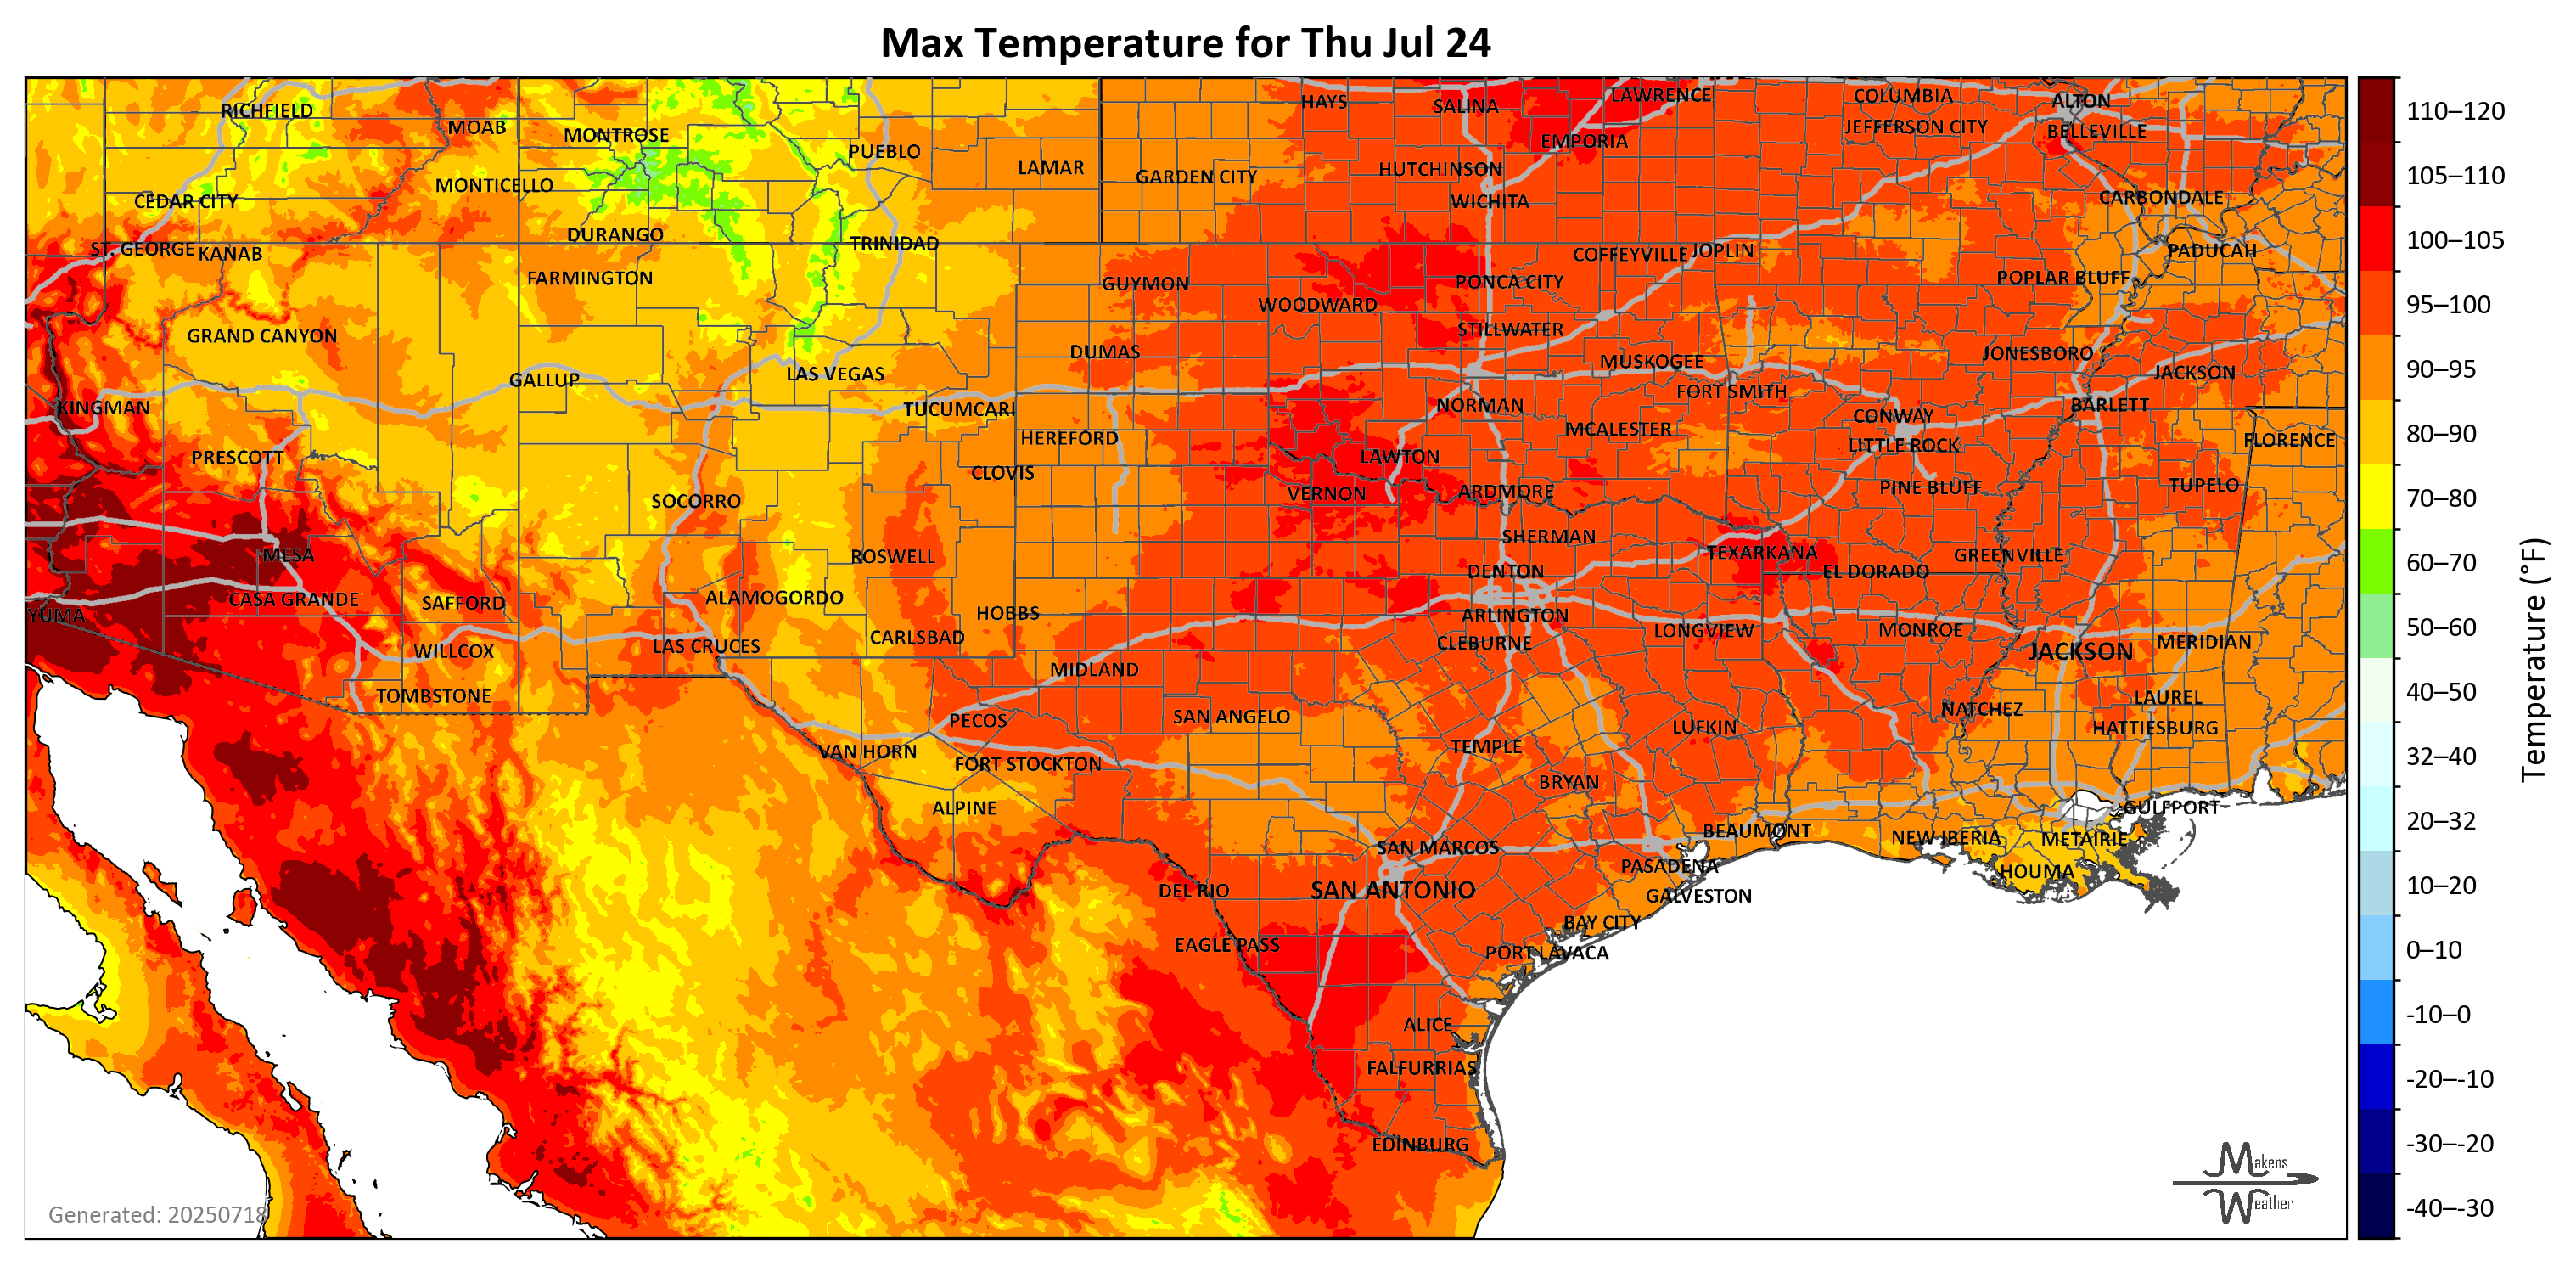 Max Temperature for Thu Jul 24
RICHFIELD
MOAB
MONTROSE
PUEBLO
LAMAR
GARDEN CITY
HAYS
SALINA
LAWRENCE
EMPORIA
COLUMBIA
JEFFERSON CITY
ALTON
BELLEVILLE
CEDAR CITY
MONTICELLO
HUTCHINSON
WICHITA
CARBONDALE
ST. GEORGE
KANAB
DURANGO
TRINIDAD
COFFEYVILLE
JOPLIN
PADUCAH
FARMINGTON
GUYMON
WOODWARD
PONCA CITY
POPLAR BLUFF
GRAND CANYON
DUMAS
STILLWATER
MUSKOGEE
JONESBORO
JACKSON
GALLUP
LAS VEGAS
FORT SMITH
KINGMAN
TUCUMCARI
NORMAN
CONWAY
BARLETT
PRESCOTT
HEREFORD
MCALESTER
LITTLE ROCK
FLORENCE
CLOVIS
LAWTON
SOCORRO
VERNON
ARDMORE
PINE BLUFF
TUPELO
MESA
ROSWELL
SHERMAN
TEXARKANA
GREENVILLE
DENTON
EL DORADO
YUMA
CASA GRANDE
SAFFORD
ALAMOGORDO
HOBBS
ARLINGTON
WILLCOX
LAS CRUCES
CARLSBAD
CLEBURNE
LONGVIEW
MONROE
JACKSON
MERIDIAN
TOMBSTONE
MIDLAND
PECOS
SAN ANGELO
LUFKIN
NATCHEZ
LAUREL
HATTIESBURG
VAN HORN
FORT STOCKTON
TEMPLE
BRYAN
ALPINE
GULFPORT
SAN MARCOS
BEAUMONT
NEW IBERIA
METAIRIE
DEL RIO
SAN ANTONIO
PASADENA
GALVESTON
HOUMA
EAGLE PASS
BAY CITY
PORT LAVACA
ALICE
FALFURRIAS
EDINBURG
Generated: 20250718
Makens
Weather
110–120
105–110
100–105
95–100
90–95
80–90
70–80
60–70
50–60
40–50
32–40
20–32
10–20
0–10
-10–0
-20–-10
-30–-20
-40–-30
Temperature (°F)